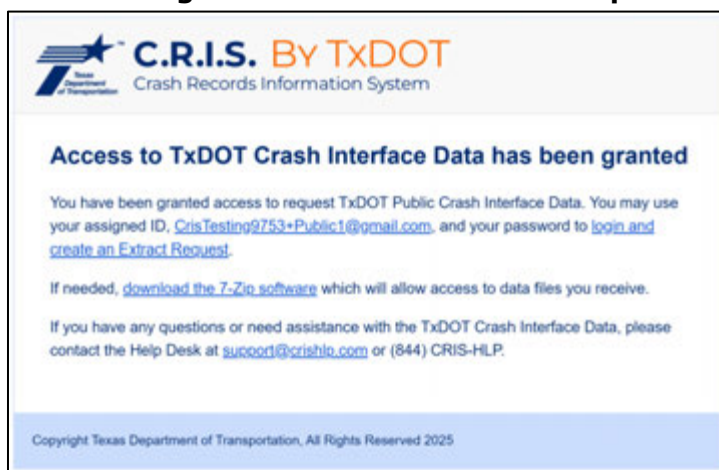 C.R.I.S. BY TxDOT
Crash Records Information System
Texas
Department
of Transportation
Access to TxDOT Crash Interface Data has been granted
You have been granted access to request TxDOT Public Crash Interface Data. You may use
your assigned ID, CrisTesting9753+Public1@gmail.com, and your password to login and
create an Extract Request.
If needed, download the 7-Zip software which will allow access to data files you receive.
If you have any questions or need assistance with the TxDOT Crash Interface Data, please
contact the Help Desk at support@crishlp.com or (844) CRIS-HLP.
Copyright Texas Department of Transportation, All Rights Reserved 2025